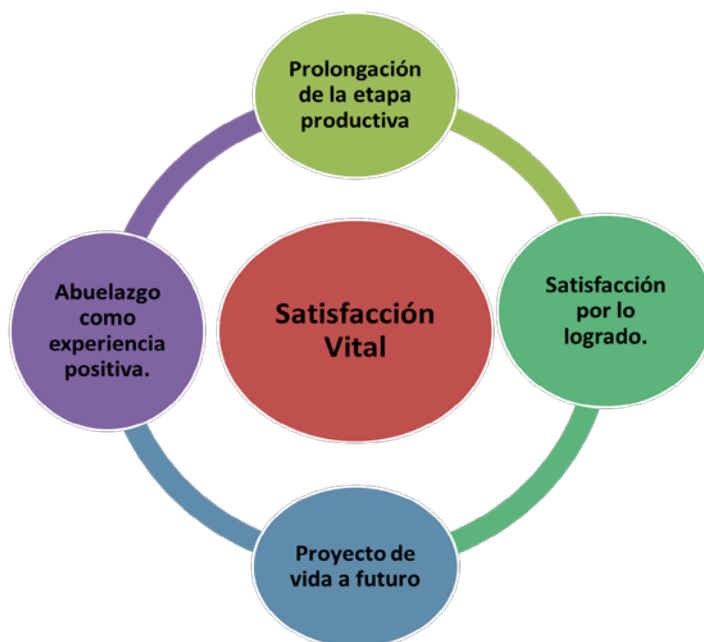 Prolongación
de la etapa
productiva
Abuelazgo
como
experiencia
positiva.
Satisfacción
Vital
Satisfacción
por lo
logrado.
Proyecto de
vida a futuro